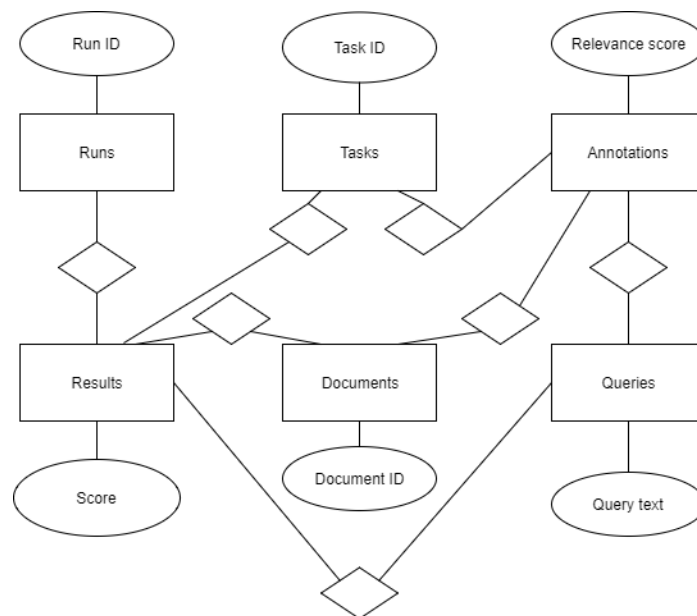 Run ID
Task ID
Relevance score
Runs
Tasks
Annotations
Results
Documents
Queries
Score
Document ID
Query text